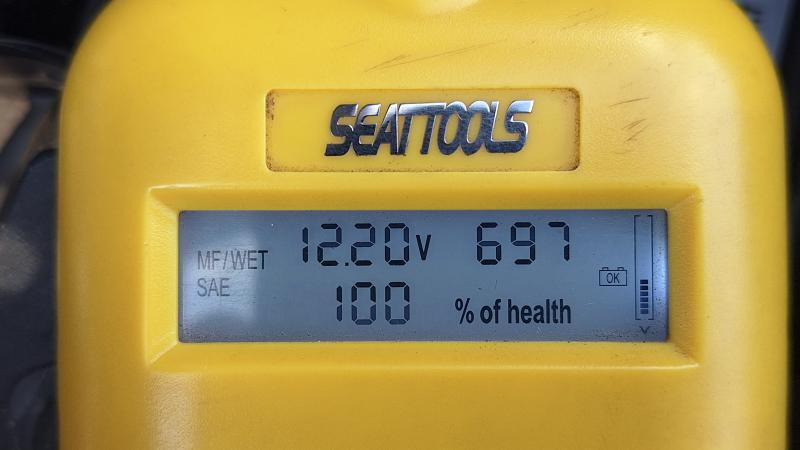 SEATTOOLS
MF/WET 12.20V 697
SAE 100 % of health
OK
V